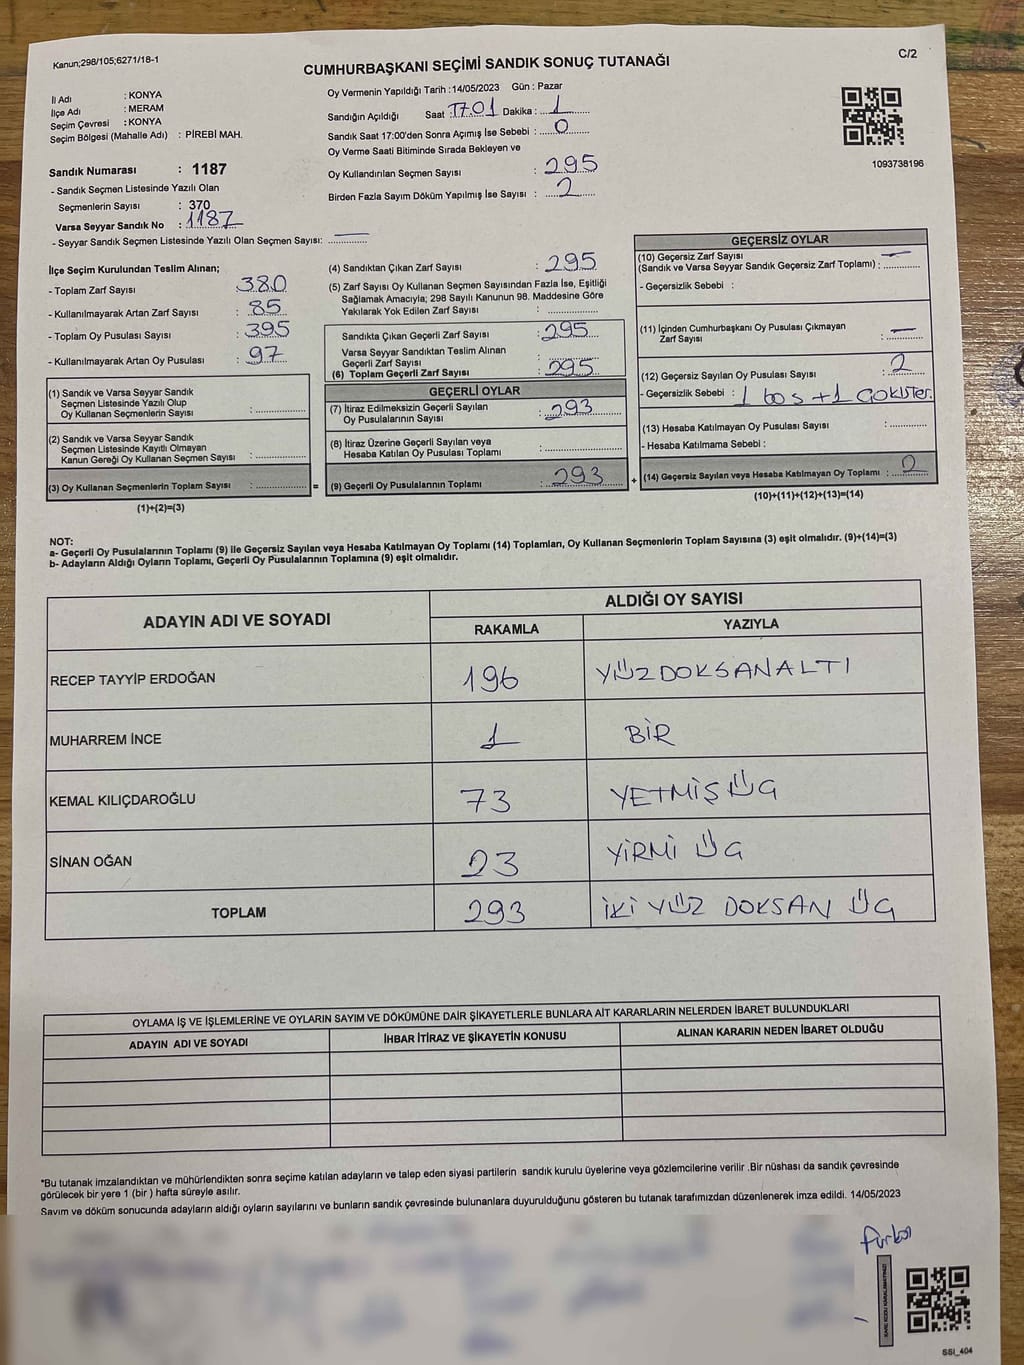 Kanun;298/105;6271/18-1
C/2
CUMHURBAŞKANI SEÇİMİ SANDIK SONUÇ TUTANAĞI
İl Adı : KONYA
İlçe Adı : MERAM
Seçim Çevresi : KONYA
Seçim Bölgesi (Mahalle Adı) : PİREBİ MAH.
Oy Vermenin Yapıldığı Tarih : 14/05/2023 Gün : Pazar
Sandığın Açıldığı Saat : 17.01 Dakika : 1
Sandık Saat 17:00'den Sonra Açımış İse Sebebi : 0
Oy Verme Saati Bitiminde Sırada Bekleyen ve
Oy Kullandırılan Seçmen Sayısı : 295
Birden Fazla Sayım Döküm Yapılmış İse Sayısı : 2
1093738196
Sandık Numarası : 1187
- Sandık Seçmen Listesinde Yazılı Olan
Seçmenlerin Sayısı : 370
Varsa Seyyar Sandık No : 1187
- Seyyar Sandık Seçmen Listesinde Yazılı Olan Seçmen Sayısı: —
İlçe Seçim Kurulundan Teslim Alınan;
- Toplam Zarf Sayısı : 380
- Kullanılmayarak Artan Zarf Sayısı : 85
- Toplam Oy Pusulası Sayısı : 395
- Kullanılmayarak Artan Oy Pusulası : 97
(1) Sandık ve Varsa Seyyar Sandık
Seçmen Listesinde Yazılı Olup
Oy Kullanan Seçmenlerin Sayısı :
(2) Sandık ve Varsa Seyyar Sandık
Seçmen Listesinde Kayıtlı Olmayan
Kanun Gereği Oy Kullanan Seçmen Sayısı :
(3) Oy Kullanan Seçmenlerin Toplam Sayısı : =
(1)+(2)=(3)
(4) Sandıktan Çıkan Zarf Sayısı : 295
(5) Zarf Sayısı Oy Kullanan Seçmen Sayısından Fazla İse, Eşitliği
Sağlamak Amacıyla; 298 Sayılı Kanunun 98. Maddesine Göre
Yakılarak Yok Edilen Zarf Sayısı :
Sandıkta Çıkan Geçerli Zarf Sayısı : 295
Varsa Seyyar Sandıktan Teslim Alınan
Geçerli Zarf Sayısı :
(6) Toplam Geçerli Zarf Sayısı : 295
GEÇERLİ OYLAR
(7) İtiraz Edilmeksizin Geçerli Sayılan
Oy Pusulalarının Sayısı : 293
(8) İtiraz Üzerine Geçerli Sayılan veya
Hesaba Katılan Oy Pusulası Toplamı :
(9) Geçerli Oy Pusulalarının Toplamı : 293 +
GEÇERSİZ OYLAR
(10) Geçersiz Zarf Sayısı
(Sandık ve Varsa Seyyar Sandık Geçersiz Zarf Toplamı) : —
- Geçersizlik Sebebi :
(11) İçinden Cumhurbaşkanı Oy Pusulası Çıkmayan
Zarf Sayısı : —
(12) Geçersiz Sayılan Oy Pusulası Sayısı : 2
- Geçersizlik Sebebi : 1 boş +1
(13) Hesaba Katılmayan Oy Pusulası Sayısı :
- Hesaba Katılmama Sebebi :
(14) Geçersiz Sayılan veya Hesaba Katılmayan Oy Toplamı : 2
(10)+(11)+(12)+(13)=(14)
NOT:
a- Geçerli Oy Pusulalarının Toplamı (9) ile Geçersiz Sayılan veya Hesaba Katılmayan Oy Toplamı (14) Toplamları, Oy Kullanan Seçmenlerin Toplam Sayısına (3) eşit olmalıdır. (9)+(14)=(3)
b- Adayların Aldığı Oyların Toplamı, Geçerli Oy Pusulalarının Toplamına (9) eşit olmalıdır.
ADAYIN ADI VE SOYADI
ALDIĞI OY SAYISI
RAKAMLA YAZIYLA
RECEP TAYYİP ERDOĞAN 196 YÜZDOKSANALTI
MUHARREM İNCE 1 BİR
KEMAL KILIÇDAROĞLU 73 YETMİŞ ÜÇ
SİNAN OĞAN 23 YİRMİ ÜÇ
TOPLAM 293 İKİ YÜZ DOKSAN ÜÇ
OYLAMA İŞ VE İŞLEMLERİNE VE OYLARIN SAYIM VE DÖKÜMÜNE DAİR ŞİKAYETLERLE BUNLARA AİT KARARLARIN NELERDEN İBARET BULUNDUKLARI
ADAYIN ADI VE SOYADI İHBAR İTİRAZ VE ŞİKAYETİN KONUSU ALINAN KARARIN NEDEN İBARET OLDUĞU
*Bu tutanak imzalandıktan ve mühürlendikten sonra seçime katılan adayların ve talep eden siyasi partilerin sandık kurulu üyelerine veya gözlemcilerine verilir .Bir nüshası da sandık çevresinde
görülecek bir yere 1 (bir ) hafta süreyle asılır.
Sayım ve döküm sonucunda adayların aldığı oyların sayılarını ve bunların sandık çevresinde bulunanlara duyurulduğunu gösteren bu tutanak tarafımızdan düzenlenerek imza edildi. 14/05/2023
SSI_404